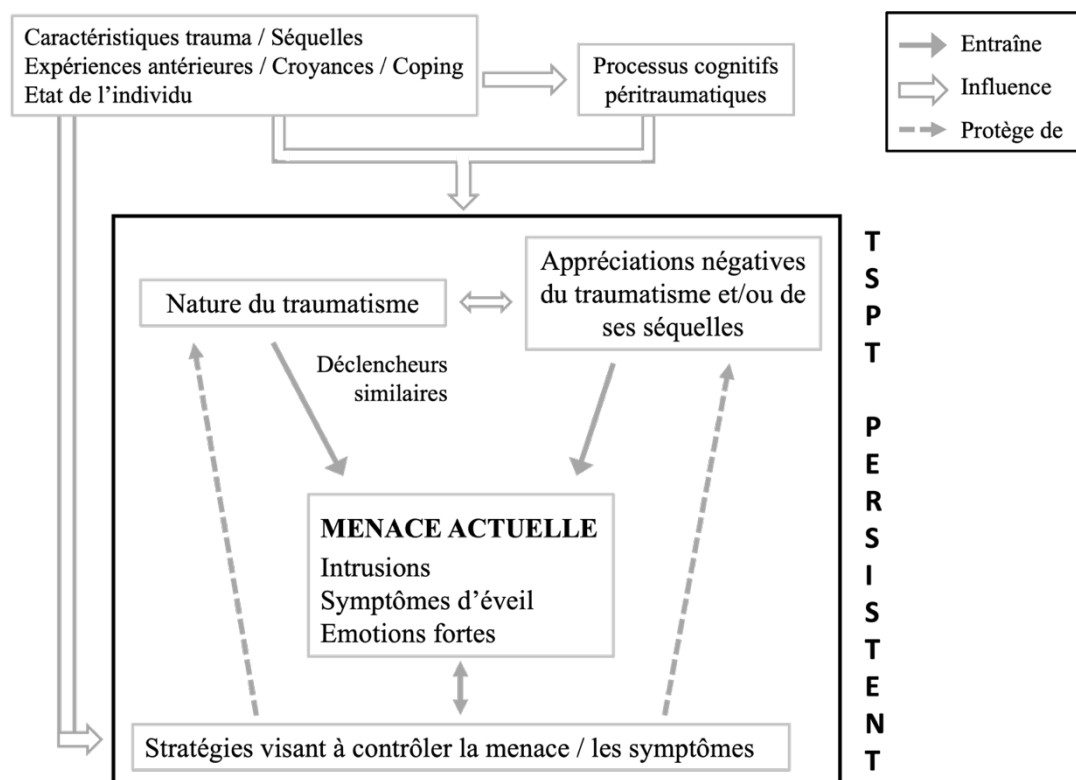 Caractéristiques trauma / Séquelles
Expériences antérieures / Croyances / Coping
Etat de l’individu
Processus cognitifs
péritraumatiques
Entraîne
Influence
Protège de
Nature du traumatisme
Appréciations négatives
du traumatisme et/ou de
ses séquelles
Déclencheurs
similaires
MENACE ACTUELLE
Intrusions
Symptômes d’éveil
Emotions fortes
Stratégies visant à contrôler la menace / les symptômes
TSPT PERSISTENT